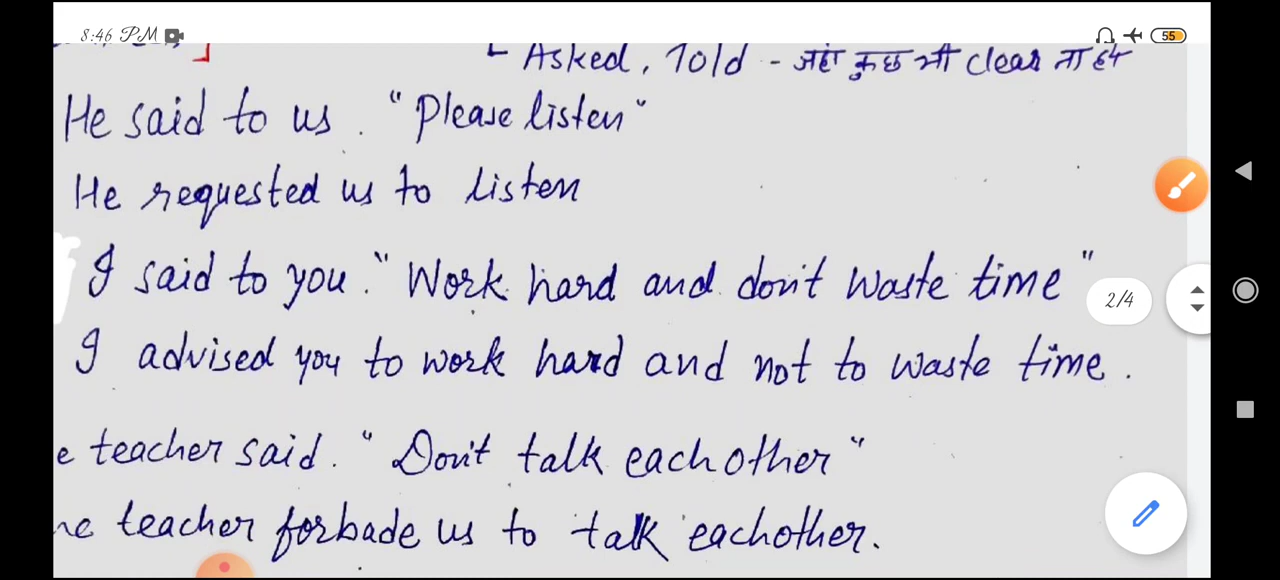 8:46 PM 55
Asked, Told - जहां कुछ भी clear ना हो
He said to us. "Please listen"
He requested us to listen
I said to you." Work hard and don't waste time"
2/4
I advised you to work hard and not to waste time.
e teacher said. "Don't talk eachother"
he teacher forbade us to talk eachother.